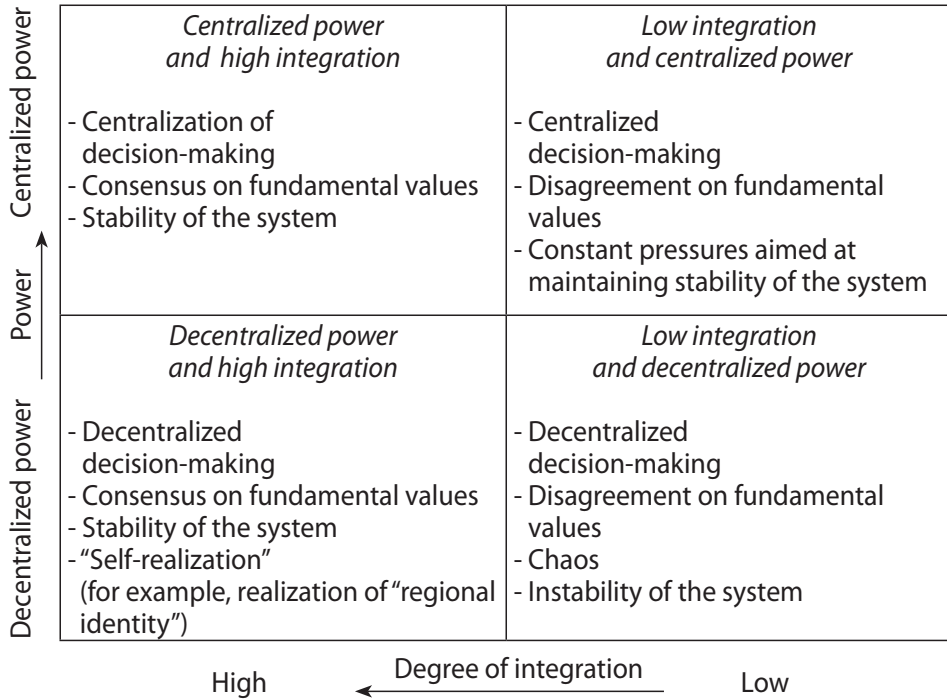 Centralized power
and high integration
- Centralization of
decision-making
- Consensus on fundamental values
- Stability of the system
Low integration
and centralized power
- Centralized
decision-making
- Disagreement on fundamental
values
- Constant pressures aimed at
maintaining stability of the system
Decentralized power
and high integration
- Decentralized
decision-making
- Consensus on fundamental values
- Stability of the system
- “Self-realization”
(for example, realization of “regional
identity”)
Low integration
and decentralized power
- Decentralized
decision-making
- Disagreement on fundamental
values
- Chaos
- Instability of the system
Centralized power
Power
Decentralized power
High
Degree of integration
Low